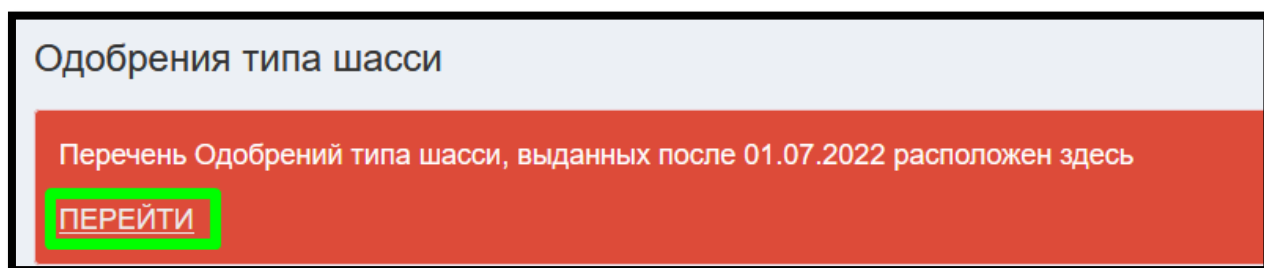 Одобрения типа шасси
Перечень Одобрений типа шасси, выданных после 01.07.2022 расположен здесь
ПЕРЕЙТИ